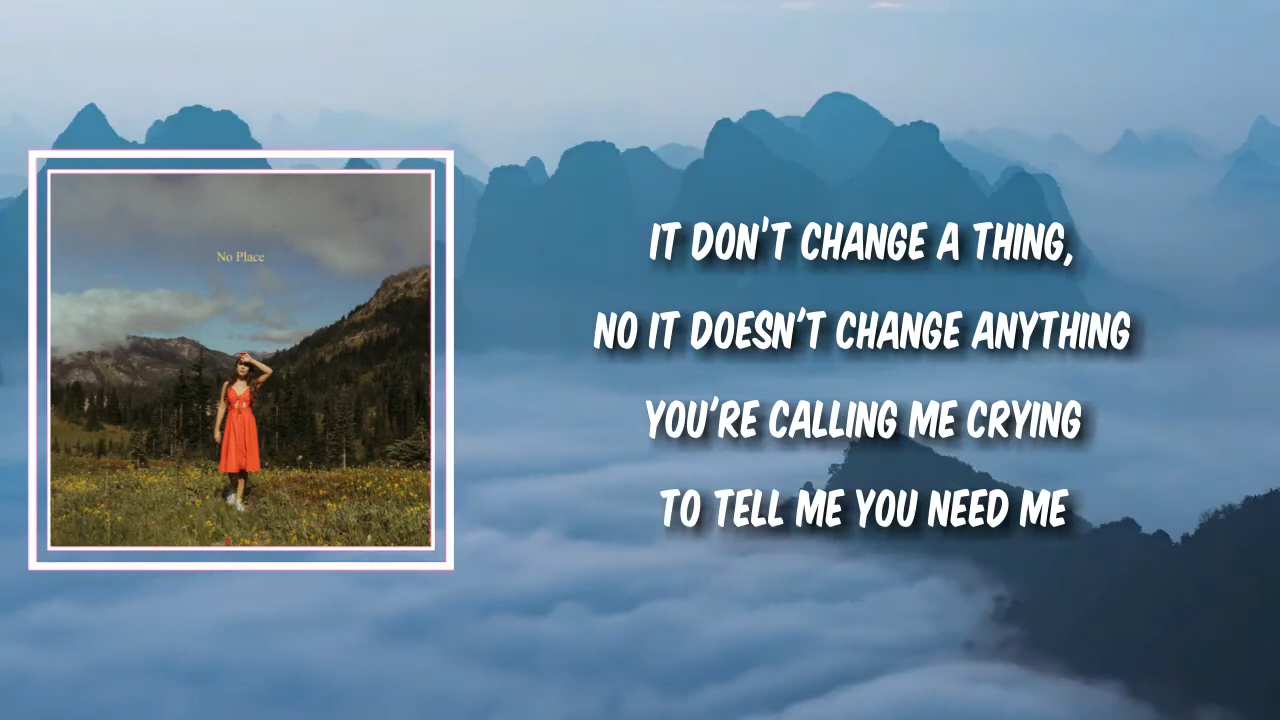 No Place
IT DON'T CHANGE A THING,
NO IT DOESN'T CHANGE ANYTHING
YOU'RE CALLING ME CRYING
TO TELL ME YOU NEED ME